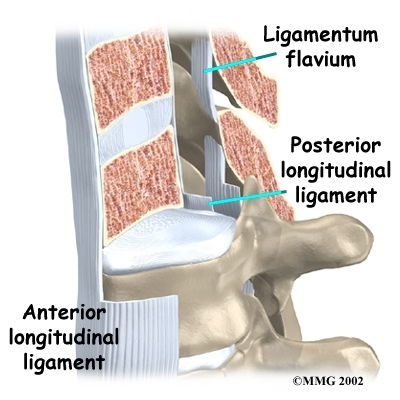 Ligamentum
flavium
Posterior
longitudinal
ligament
Anterior
longitudinal
ligament
©MMG 2002